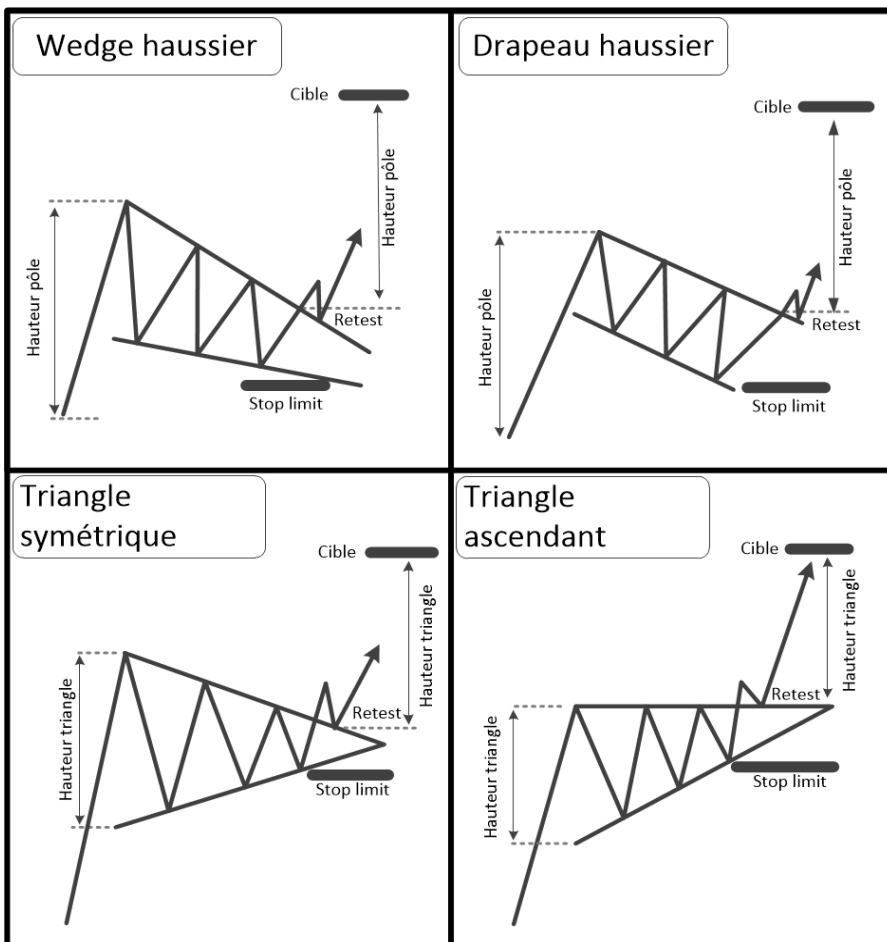 Wedge haussier
Cible
Hauteur pôle
Hauteur pôle
Retest
Stop limit
Drapeau haussier
Cible
Hauteur pôle
Hauteur pôle
Retest
Stop limit
Triangle
symétrique
Cible
Hauteur triangle
Hauteur triangle
Retest
Stop limit
Triangle
ascendant
Cible
Hauteur triangle
Retest
Hauteur triangle
Stop limit